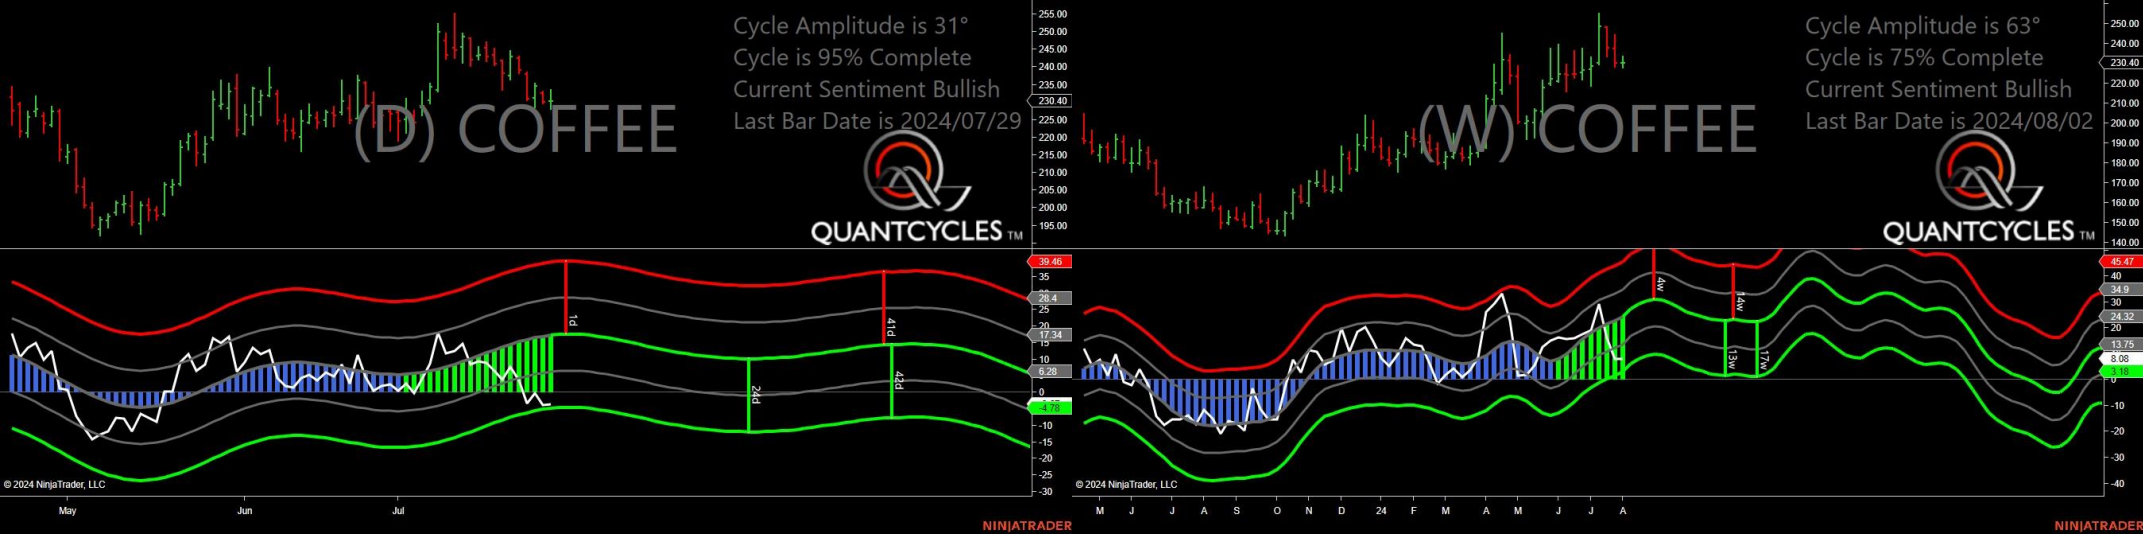 Cycle Amplitude is 31°
Cycle is 95% Complete
Current Sentiment Bullish
Last Bar Date is 2024/07/29
(D) COFFEE
QUANTCYCLES TM
255.00
250.00
245.00
240.00
235.00
230.40
225.00
220.00
215.00
210.00
205.00
200.00
195.00
39.46
35
28.4
25
20
17.34
15
10
6.28
0
-4.78
-10
-15
-20
-25
-30
1d
41d
24d
42d
© 2024 NinjaTrader, LLC
May Jun Jul
NINJATRADER
Cycle Amplitude is 63°
Cycle is 75% Complete
Current Sentiment Bullish
Last Bar Date is 2024/08/02
(W) COFFEE
QUANTCYCLES TM
250.00
240.00
230.40
220.00
210.00
200.00
190.00
180.00
170.00
160.00
150.00
140.00
45.47
40
34.9
30
24.32
20
13.75
8.08
3.18
0
-10
-20
-30
-40
4w
14w
13w
17w
© 2024 NinjaTrader, LLC
M J J A S O N D 24 F M A M J J A
NINJATRADER